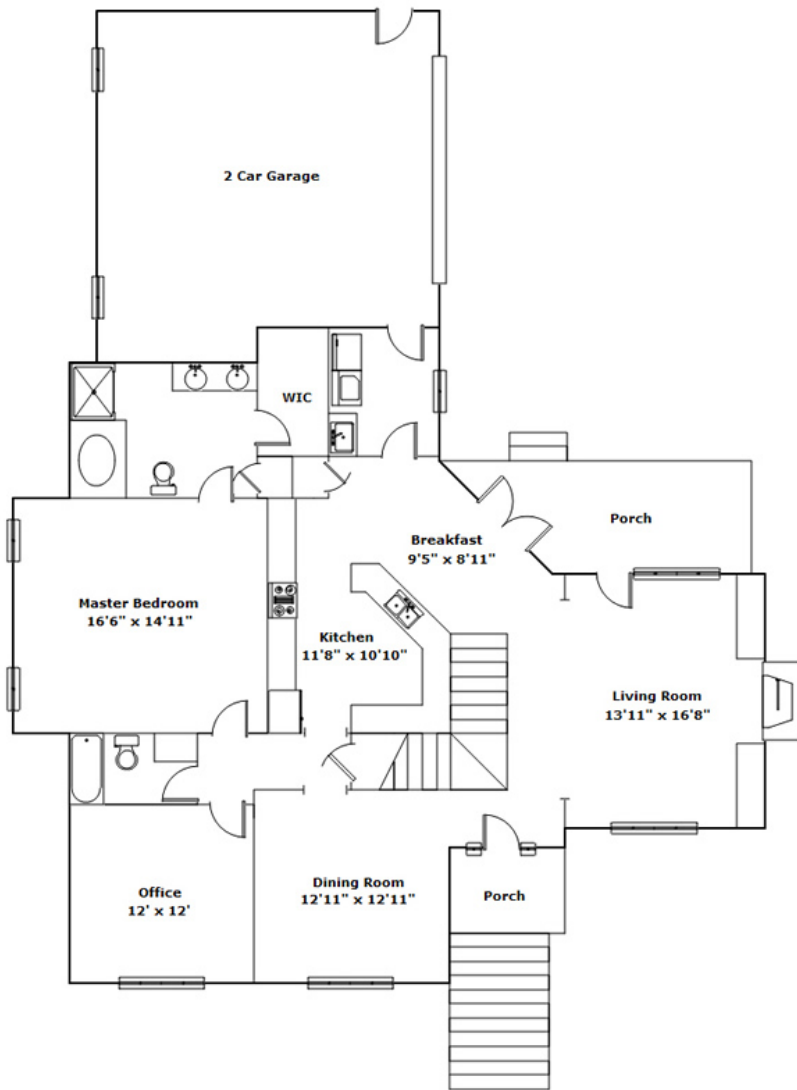 2 Car Garage
WIC
Porch
Breakfast
9'5" x 8'11"
Master Bedroom
16'6" x 14'11"
Kitchen
11'8" x 10'10"
Living Room
13'11" x 16'8"
Office
12' x 12'
Dining Room
12'11" x 12'11"
Porch